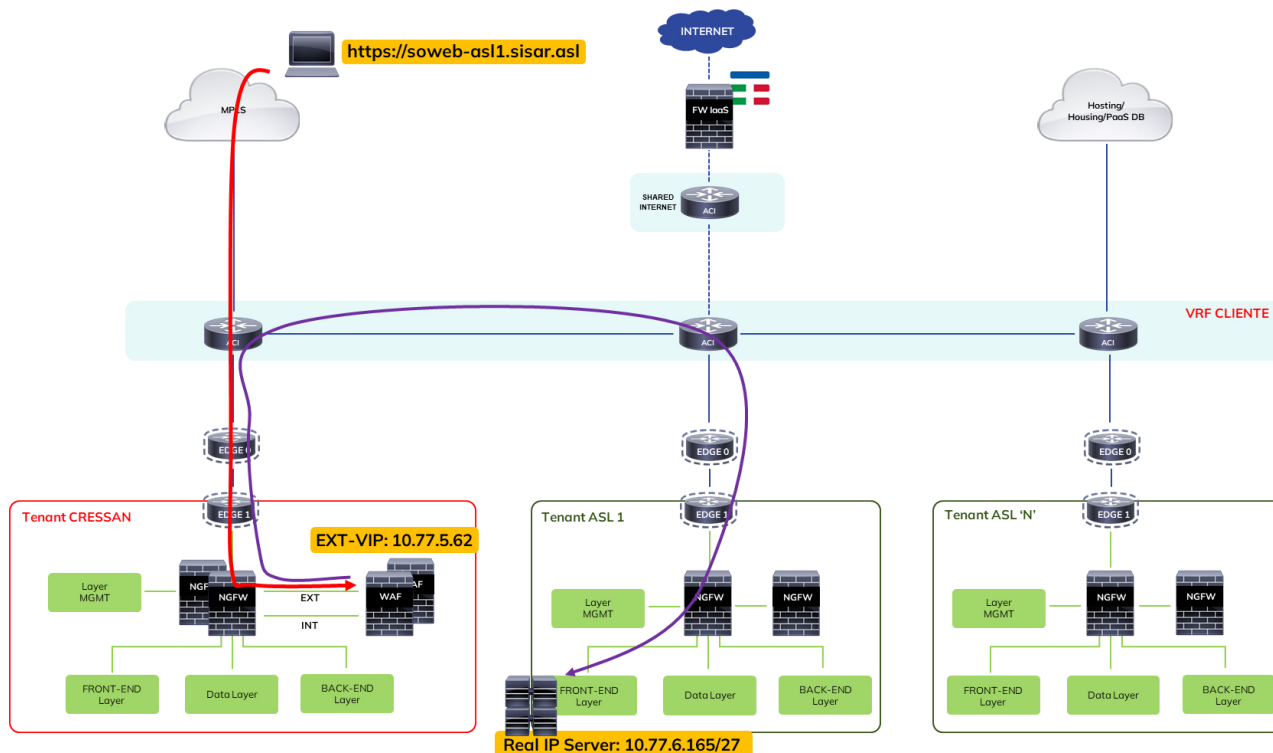 INTERNET
https://soweb-asl1.sisar.asl
MPLS
FW IaaS
Hosting/
Housing/PaaS DB
SHARED
INTERNET
ACI
VRF CLIENTE
ACI
ACI
ACI
EDGE 0
EDGE 0
EDGE 0
EDGE 1
EDGE 1
EDGE 1
Tenant CRESSAN
Tenant ASL 1
Tenant ASL ‘N’
EXT-VIP: 10.77.5.62
Layer
MGMT
NGF
NGFW
EXT
INT
WAF
AF
Layer
MGMT
NGFW
NGFW
Layer
MGMT
NGFW
NGFW
FRONT-END
Layer
Data Layer
BACK-END
Layer
FRONT-END
Layer
Data Layer
BACK-END
Layer
FRONT-END
Layer
Data Layer
BACK-END
Layer
Real IP Server: 10.77.6.165/27